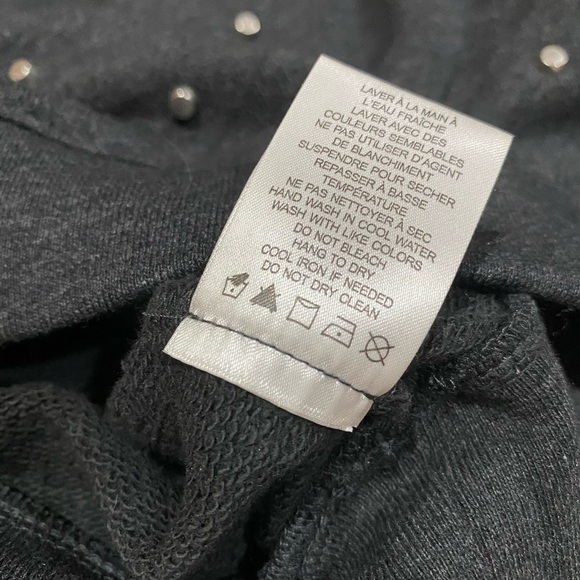 LAVER À LA MAIN À
L'EAU FRAÎCHE
LAVER AVEC DES
COULEURS SEMBLABLES
NE PAS UTILISER D'AGENT
DE BLANCHIMENT
SUSPENDRE POUR SÉCHER
REPASSER À BASSE
TEMPÉRATURE
NE PAS NETTOYER À SEC
HAND WASH IN COOL WATER
WASH WITH LIKE COLORS
DO NOT BLEACH
HANG TO DRY
COOL IRON IF NEEDED
DO NOT DRY CLEAN